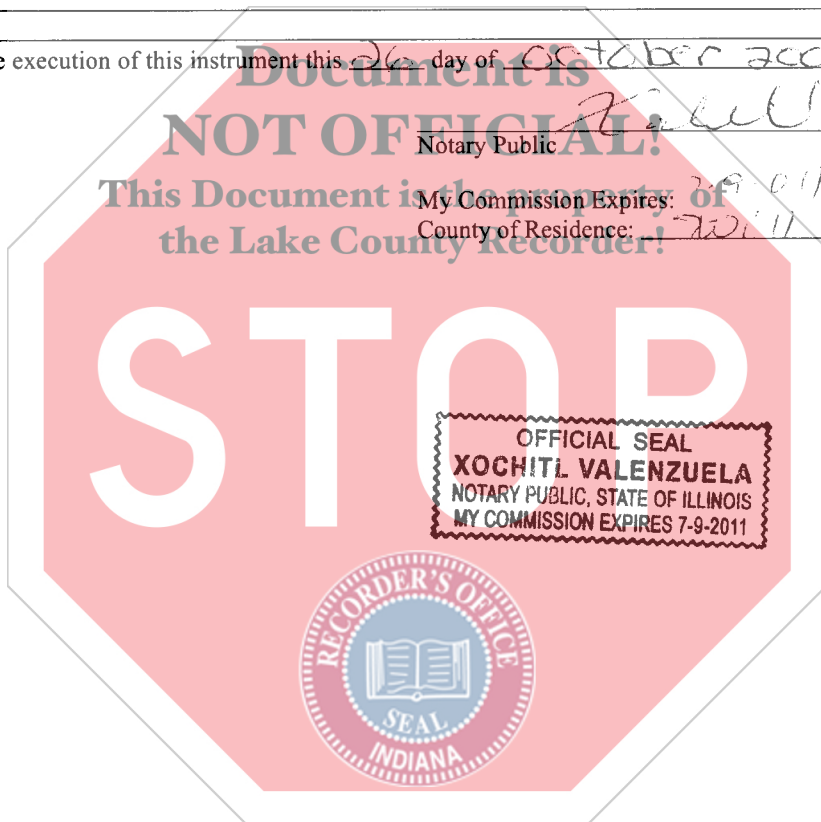 e execution of this instrument this 26 day of October
Document is
NOT OFFICIAL!
Notary Public
This Document is the property of
My Commission Expires:
the Lake County Recorder!
County of Residence: Will
STOP
OFFICIAL SEAL
XOCHITL VALENZUELA
NOTARY PUBLIC, STATE OF ILLINOIS
MY COMMISSION EXPIRES 7-9-2011
RECORDER'S OFFICE
SEAL
INDIANA